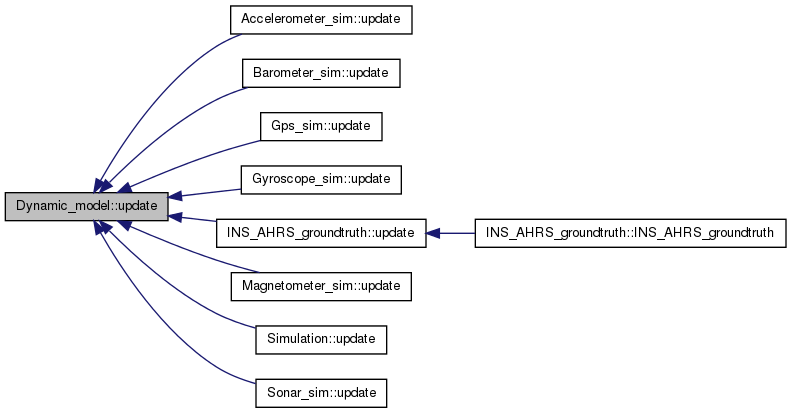 Accelerometer_sim::update
Barometer_sim::update
Gps_sim::update
Gyroscope_sim::update
Dynamic_model::update
INS_AHRS_groundtruth::update
INS_AHRS_groundtruth::INS_AHRS_groundtruth
Magnetometer_sim::update
Simulation::update
Sonar_sim::update